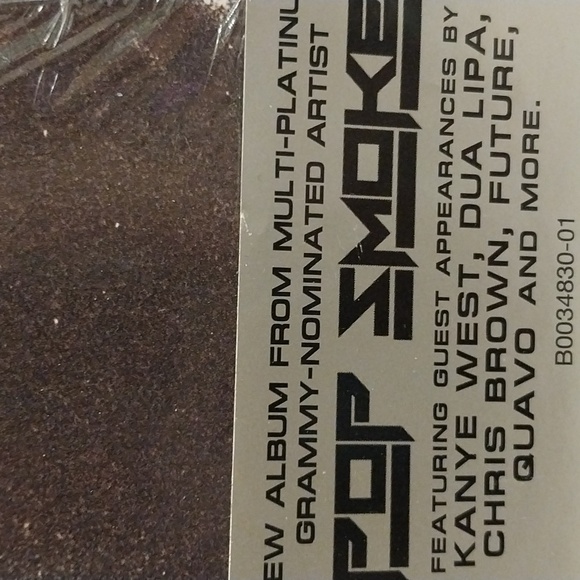 EW ALBUM FROM MULTI-PLATINU
GRAMMY-NOMINATED ARTIST
POP SMOKE
FEATURING GUEST APPEARANCES BY
KANYE WEST, DUA LIPA,
CHRIS BROWN, FUTURE,
QUAVO AND MORE.
B0034830-01